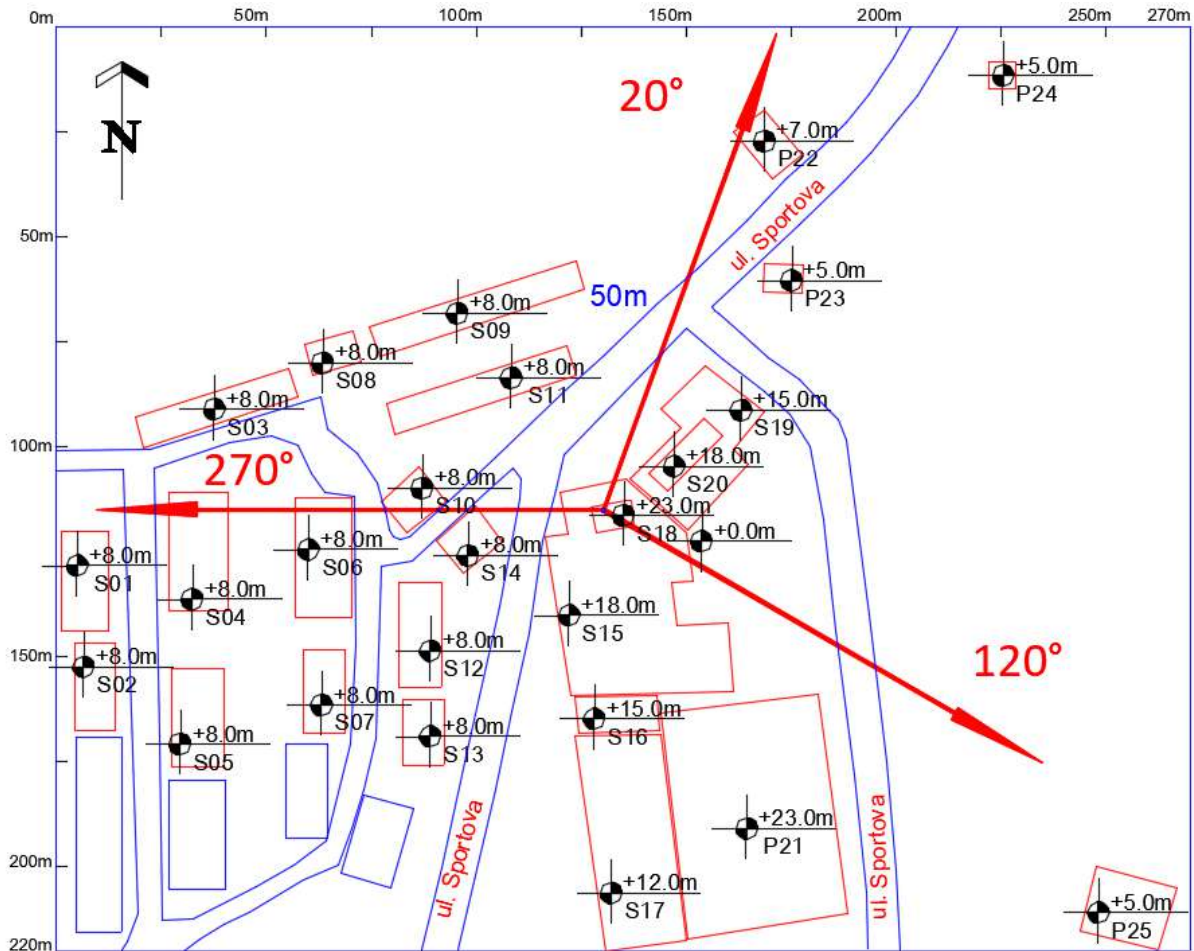 0m 50m 100m 150m 200m 250m 270m
N
20°
+5.0m
P24
+7.0m
P22
ul. Sportova
50m
50m
+5.0m
P23
+8.0m
S09
+8.0m
S08
+8.0m
S11
+8.0m
S03
+15.0m
S19
100m
270°
+18.0m
S20
+8.0m
S10
+23.0m
S18
+0.0m
+8.0m
S14
+8.0m
S06
+8.0m
S01
+8.0m
S04
+18.0m
S15
150m
+8.0m
S12
120°
+8.0m
S02
+8.0m
S07
+15.0m
S16
+8.0m
S13
+8.0m
S05
ul. Sportova
ul. Sportova
+23.0m
P21
200m
+12.0m
S17
+5.0m
P25
220m